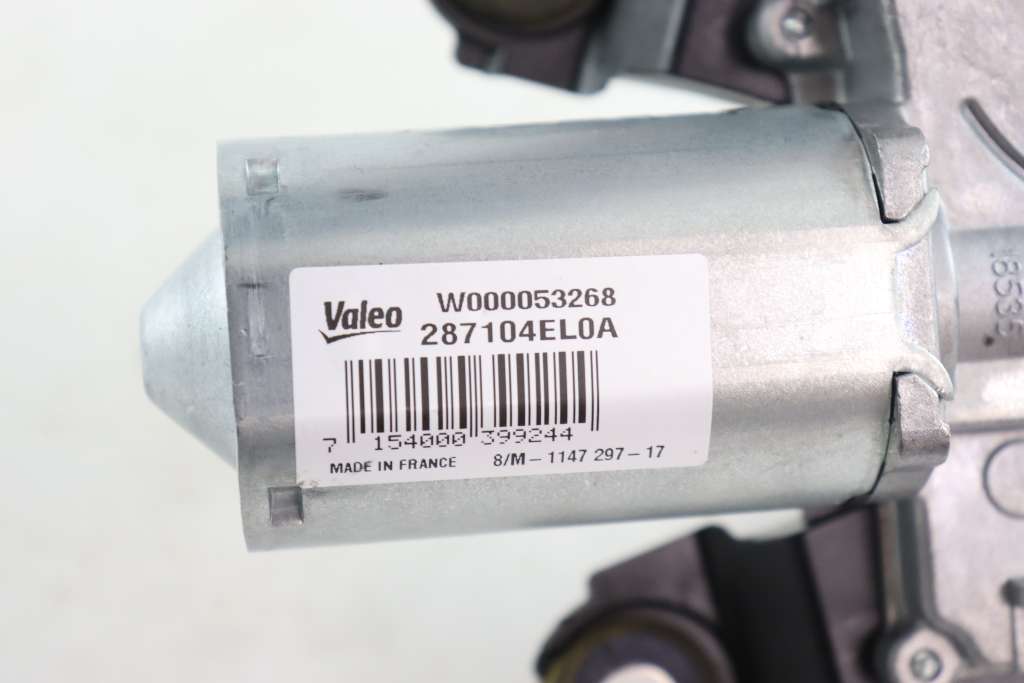 Valeo W000053268
287104EL0A
7 154000 399244
MADE IN FRANCE 8/M-1147 297-17